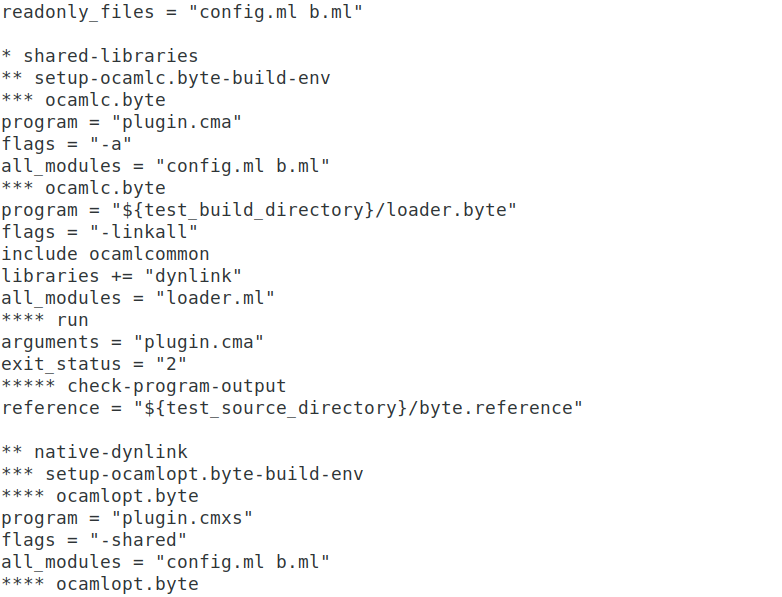 readonly_files = "config.ml b.ml"

* shared-libraries
** setup-ocamlc.byte-build-env
*** ocamlc.byte
program = "plugin.cma"
flags = "-a"
all_modules = "config.ml b.ml"
*** ocamlc.byte
program = "${test_build_directory}/loader.byte"
flags = "-linkall"
include ocamlcommon
libraries += "dynlink"
all_modules = "loader.ml"
**** run
arguments = "plugin.cma"
exit_status = "2"
***** check-program-output
reference = "${test_source_directory}/byte.reference"

** native-dynlink
*** setup-ocamlopt.byte-build-env
**** ocamlopt.byte
program = "plugin.cmxs"
flags = "-shared"
all_modules = "config.ml b.ml"
**** ocamlopt.byte